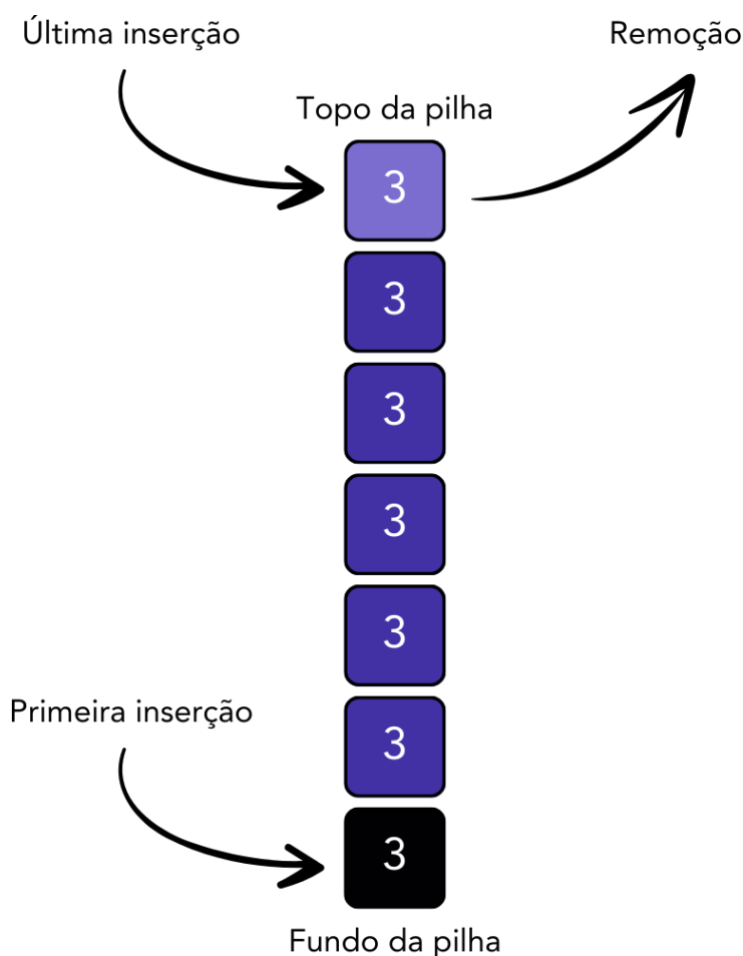 Última inserção
Remoção
Topo da pilha
3
3
3
3
3
3
Primeira inserção
3
Fundo da pilha